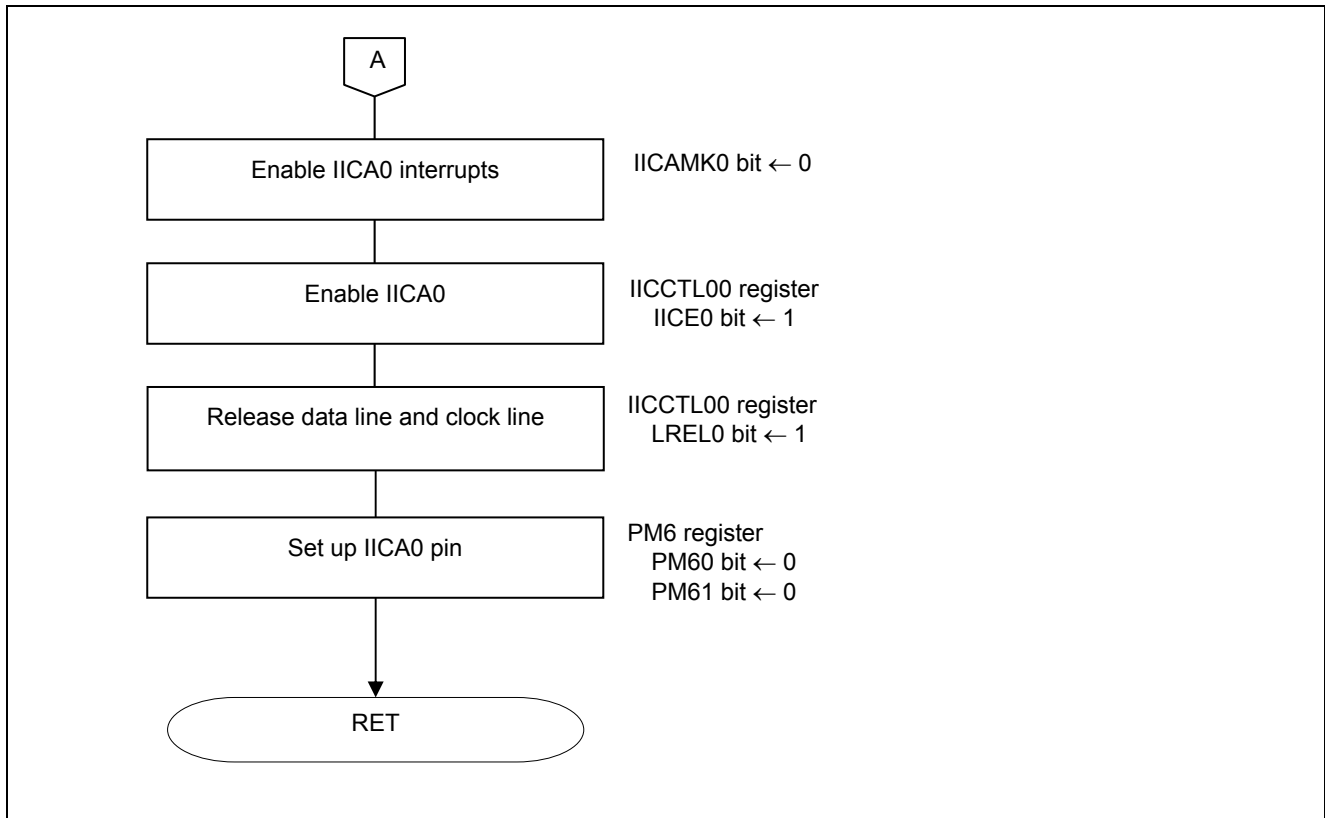 A
Enable IICA0 interrupts
IICAMK0 bit ← 0
Enable IICA0
IICCTL00 register
IICE0 bit ← 1
Release data line and clock line
IICCTL00 register
LREL0 bit ← 1
Set up IICA0 pin
PM6 register
PM60 bit ← 0
PM61 bit ← 0
RET